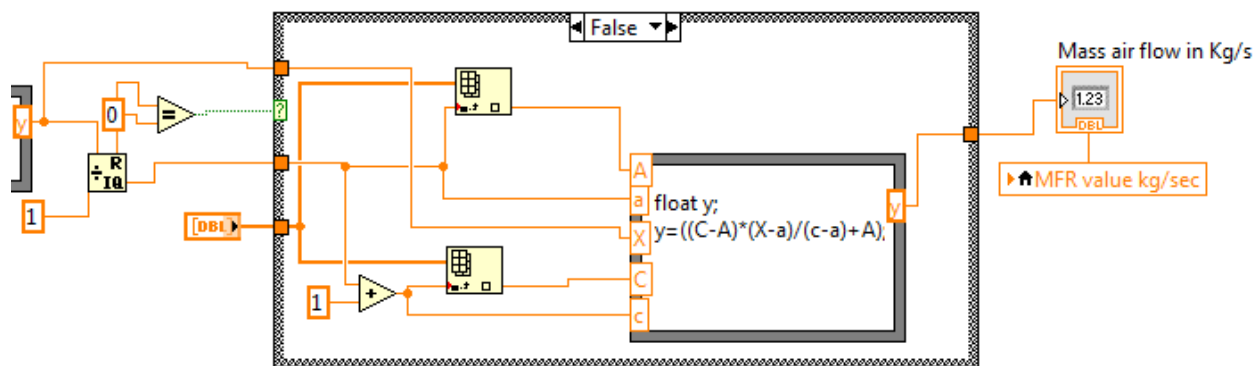 False
Mass air flow in Kg/s
1.23
DBL
MFR value kg/sec
y
0
=
?
R
IQ
1
[DBL]
A
a
X
C
c
float y;
y=((C-A)*(X-a)/(c-a)+A);
y
1
+